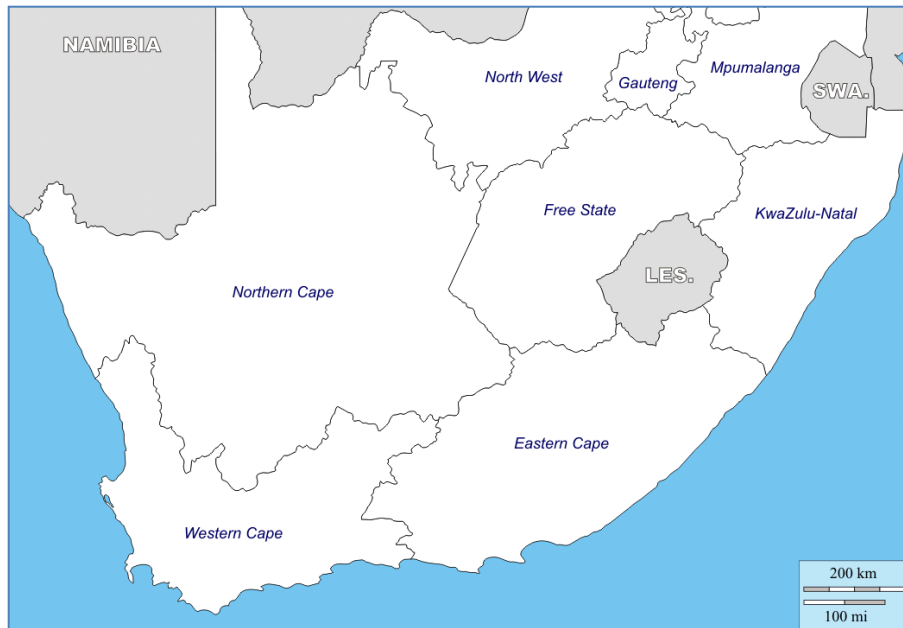 NAMIBIA
North West
Gauteng
Mpumalanga
SWA.
Free State
KwaZulu-Natal
LES.
Northern Cape
Eastern Cape
Western Cape
200 km
100 mi